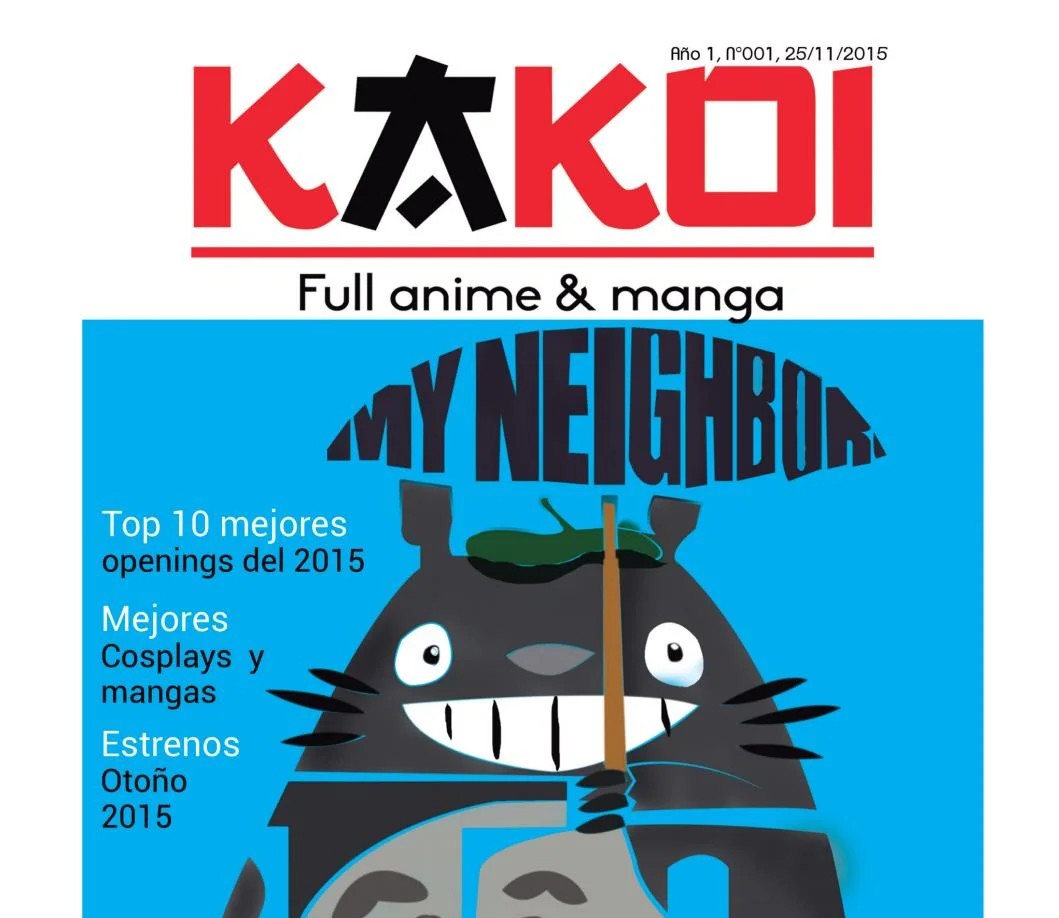 Año 1, N°001, 25/11/2015
KAKOI
Full anime & manga
MY NEIGHBOR
Top 10 mejores
openings del 2015
Mejores
Cosplays y
mangas
Estrenos
Otoño
2015